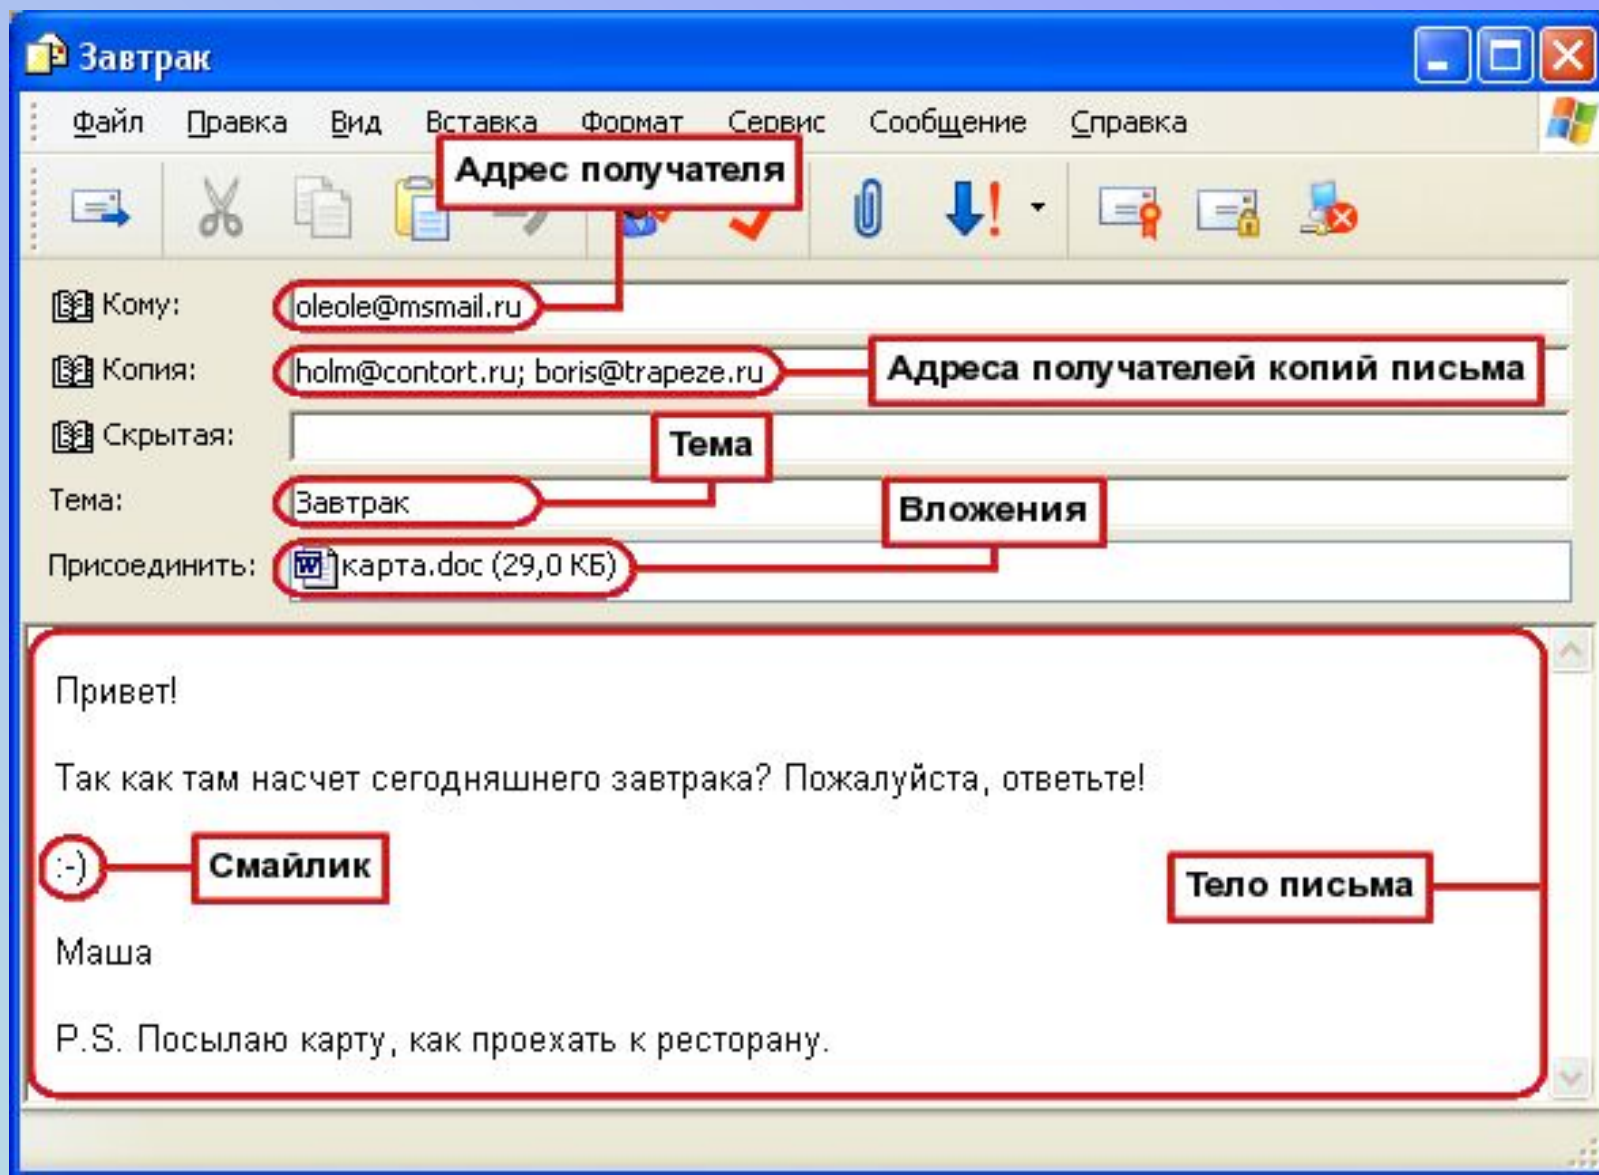 Завтрак
Файл Правка Вид Вставка Формат Сервис Сообщение Справка
Адрес получателя
Кому: oleole@msmail.ru
Копия: holm@contort.ru; boris@trapeze.ru
Адреса получателей копий письма
Скрытая:
Тема
Тема: Завтрак
Вложения
Присоединить: карта.doc (29,0 КБ)
Привет!
Так как там насчет сегодняшнего завтрака? Пожалуйста, ответьте!
:-) Смайлик
Тело письма
Маша
P.S. Посылаю карту, как проехать к ресторану.